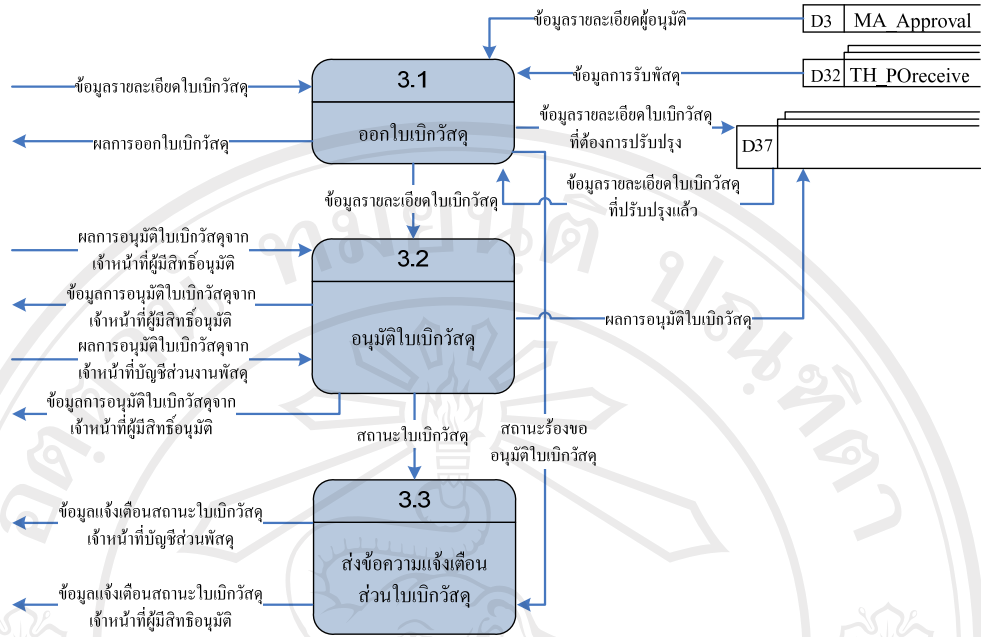 ข้อมูลรายละเอียดผู้อนุมัติ
D3 MA_Approval
3.1
ออกใบเบิกวัสดุ
ข้อมูลรายละเอียดใบเบิกวัสดุ
ผลการออกใบเบิกวัสดุ
ข้อมูลการรับพัสดุ
D32 TH_POreceive
ข้อมูลรายละเอียดใบเบิกวัสดุ
ที่ต้องการปรับปรุง
D37
ข้อมูลรายละเอียดใบเบิกวัสดุ
ที่ปรับปรุงแล้ว
ข้อมูลรายละเอียดใบเบิกวัสดุ
3.2
อนุมัติใบเบิกวัสดุ
ผลการอนุมัติใบเบิกวัสดุจาก
เจ้าหน้าที่ผู้มีสิทธิ์อนุมัติ
ข้อมูลการอนุมัติใบเบิกวัสดุจาก
เจ้าหน้าที่ผู้มีสิทธิ์อนุมัติ
ผลการอนุมัติใบเบิกวัสดุจาก
เจ้าหน้าที่บัญชีส่วนงานพัสดุ
ข้อมูลการอนุมัติใบเบิกวัสดุจาก
เจ้าหน้าที่ผู้มีสิทธิ์อนุมัติ
ผลการอนุมัติใบเบิกวัสดุ
สถานะใบเบิกวัสดุ
สถานะร้องขอ
อนุมัติใบเบิกวัสดุ
3.3
ส่งข้อความแจ้งเตือน
ส่วนใบเบิกวัสดุ
ข้อมูลแจ้งเตือนสถานะใบเบิกวัสดุ
เจ้าหน้าที่บัญชีส่วนพัสดุ
ข้อมูลแจ้งเตือนสถานะใบเบิกวัสดุ
เจ้าหน้าที่ผู้มีสิทธิอนุมัติ